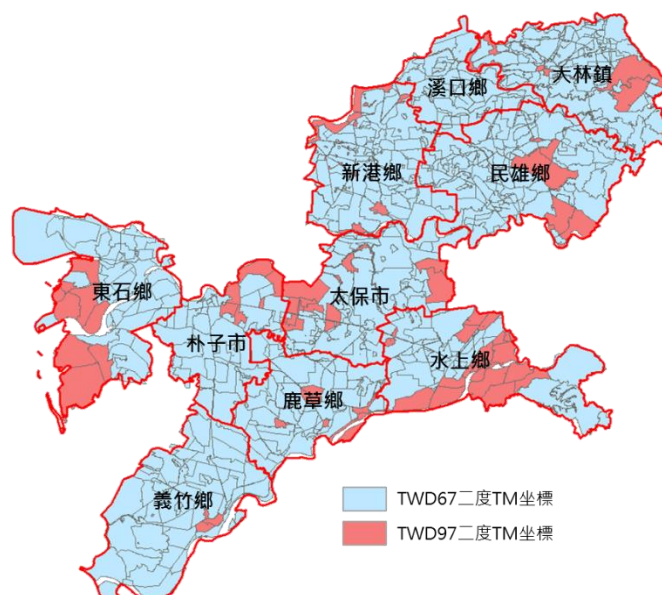 大林鎮
溪口鄉
新港鄉
民雄鄉
東石鄉
太保市
朴子市
水上鄉
鹿草鄉
義竹鄉
TWD67二度TM坐標
TWD97二度TM坐標